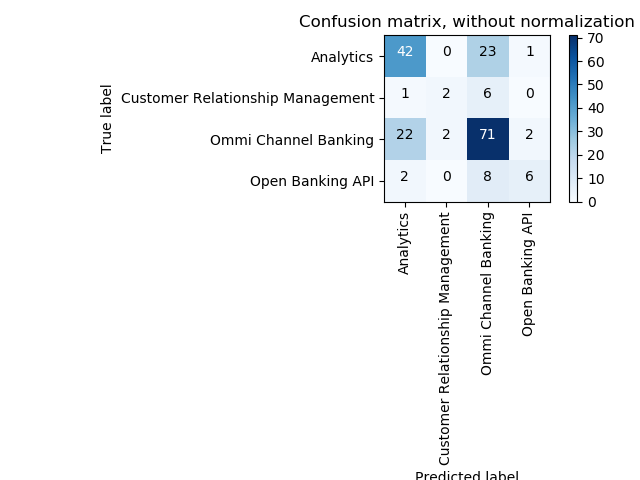 Confusion matrix, without normalization
True label
Analytics
Customer Relationship Management
Ommi Channel Banking
Open Banking API
42 0 23 1
1 2 6 0
22 2 71 2
2 0 8 6
70
60
50
40
30
20
10
0
Analytics
Customer Relationship Management
Ommi Channel Banking
Open Banking API
Predicted label